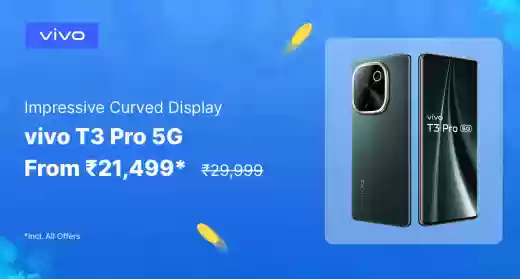 vivo
Impressive Curved Display
vivo T3 Pro 5G
From ₹21,499* ₹29,999
*Incl. All Offers
vivo
T3 Pro 5G
vivo